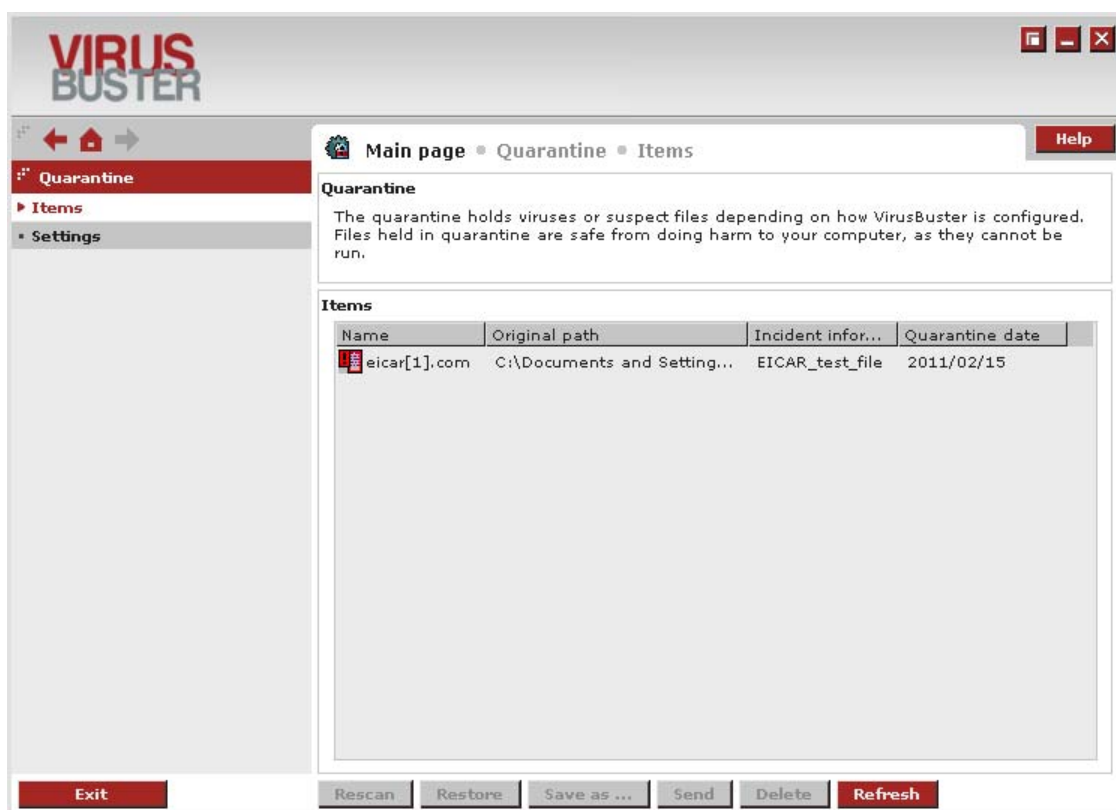 VIRUS
BUSTER
Main page • Quarantine • Items
Help
Quarantine
Items
Settings
Quarantine
The quarantine holds viruses or suspect files depending on how VirusBuster is configured.
Files held in quarantine are safe from doing harm to your computer, as they cannot be
run.
Items
Name Original path Incident infor... Quarantine date
eicar[1].com C:\Documents and Setting... EICAR_test_file 2011/02/15
Exit
Rescan Restore Save as ... Send Delete Refresh